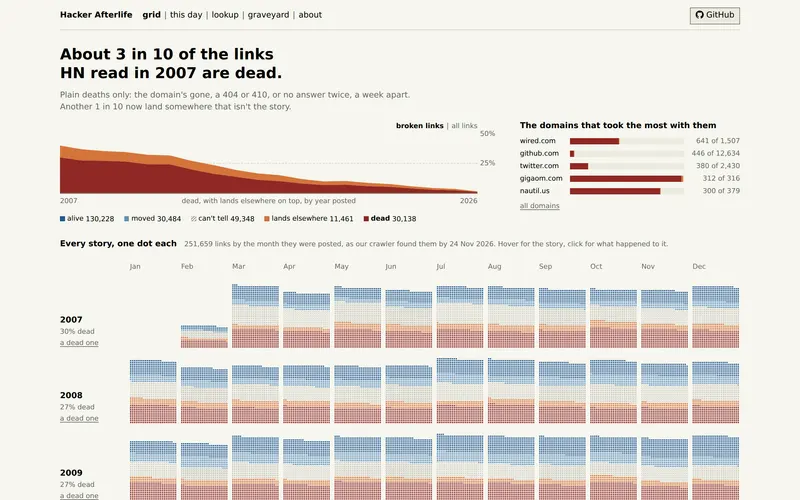 Hacker Afterlife grid | this day | lookup | graveyard | about GitHub
About 3 in 10 of the links
HN read in 2007 are dead.
Plain deaths only: the domain's gone, a 404 or 410, or no answer twice, a week apart.
Another 1 in 10 now land somewhere that isn't the story.
broken links | all links
50%
25%
2007 dead, with lands elsewhere on top, by year posted 2026
alive 130,228 moved 30,484 can't tell 49,348 lands elsewhere 11,461 dead 30,138
The domains that took the most with them
wired.com 641 of 1,507
github.com 446 of 12,634
twitter.com 380 of 2,430
gigaom.com 312 of 316
nautil.us 300 of 379
all domains
Every story, one dot each 251,659 links by the month they were posted, as our crawler found them by 24 Nov 2026. Hover for the story, click for what happened to it.
Jan Feb Mar Apr May Jun Jul Aug Sep Oct Nov Dec
2007
30% dead
a dead one
2008
27% dead
a dead one
2009
27% dead
a dead one